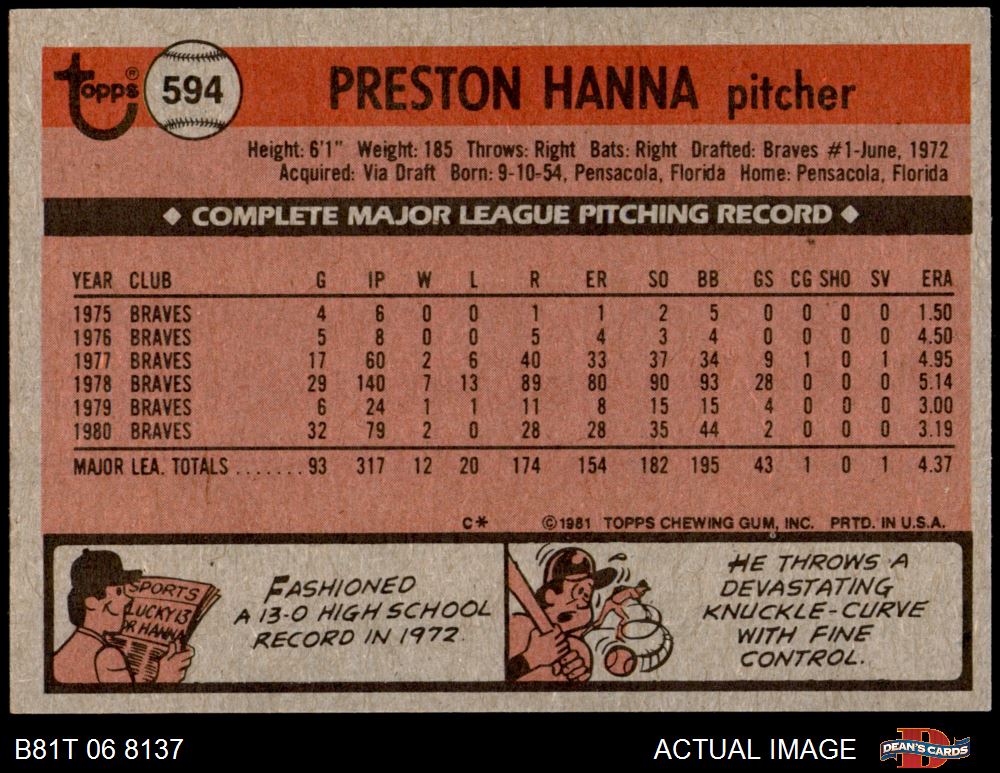 topps® 594 PRESTON HANNA pitcher
Height: 6'1" Weight: 185 Throws: Right Bats: Right Drafted: Braves #1-June, 1972
Acquired: Via Draft Born: 9-10-54, Pensacola, Florida Home: Pensacola, Florida
◆ COMPLETE MAJOR LEAGUE PITCHING RECORD ◆
YEAR CLUB G IP W L R ER SO BB GS CG SHO SV ERA
1975 BRAVES 4 6 0 0 1 1 2 5 0 0 0 0 1.50
1976 BRAVES 5 8 0 0 5 4 3 4 0 0 0 0 4.50
1977 BRAVES 17 60 2 6 40 33 37 34 9 1 0 1 4.95
1978 BRAVES 29 140 7 13 89 80 90 93 28 0 0 0 5.14
1979 BRAVES 6 24 1 1 11 8 15 15 4 0 0 0 3.00
1980 BRAVES 32 79 2 0 28 28 35 44 2 0 0 0 3.19
MAJOR LEA. TOTALS ....... 93 317 12 20 174 154 182 195 43 1 0 1 4.37
C* ©1981 TOPPS CHEWING GUM, INC. PRTD. IN U.S.A.
SPORTS
LUCKY 13
OR HANNA
FASHIONED
A 13-0 HIGH SCHOOL
RECORD IN 1972.
HE THROWS A
DEVASTATING
KNUCKLE-CURVE
WITH FINE
CONTROL.
B81T 06 8137 ACTUAL IMAGE DEAN'S CARDS